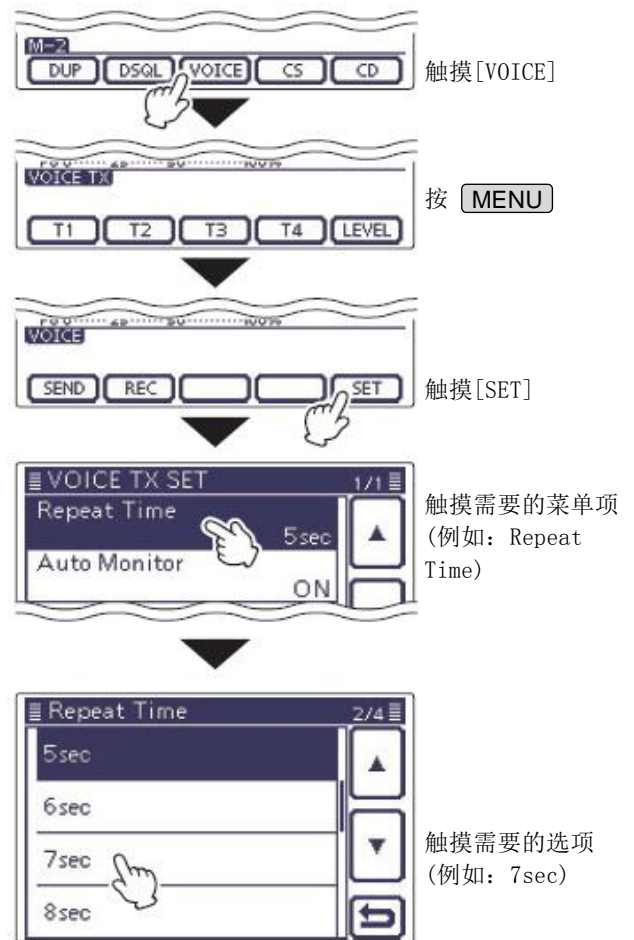 M-2
DUP DSQL VOICE CS CD
触摸[VOICE]
VOICE TX
T1 T2 T3 T4 LEVEL
按 MENU
VOICE
SEND REC SET
触摸[SET]
VOICE TX SET 1/1
Repeat Time
5sec
Auto Monitor
ON
触摸需要的菜单项
(例如: Repeat
Time)
Repeat Time 2/4
5sec
6sec
7sec
8sec
触摸需要的选项
(例如: 7sec)